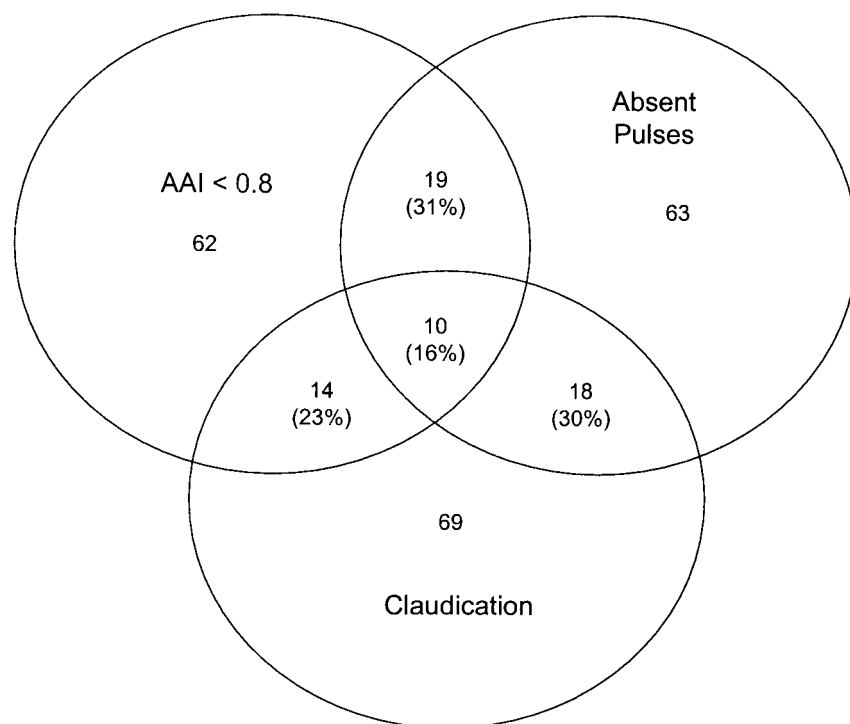 Absent
Pulses
AAI < 0.8
19
(31%)
62
63
10
(16%)
14
(23%)
18
(30%)
69
Claudication